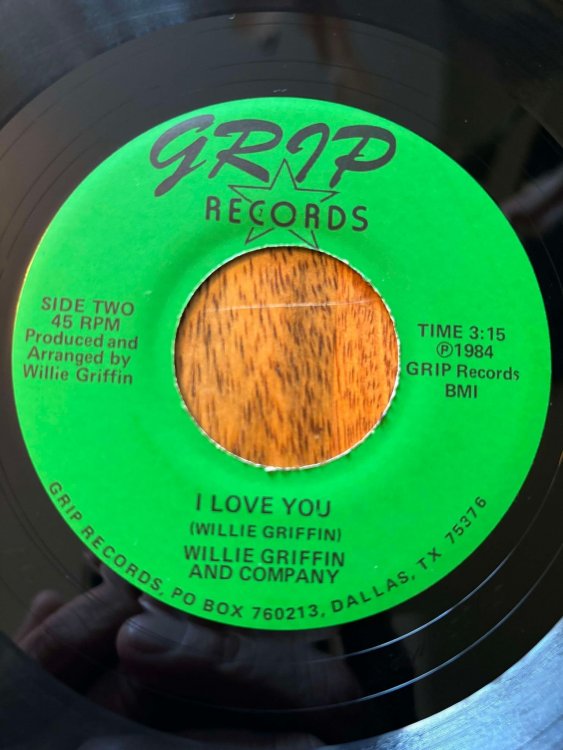 GRIP
RECORDS
SIDE TWO
45 RPM
Produced and
Arranged by
Willie Griffin
TIME 3:15
Ⓟ1984
GRIP Records
BMI
I LOVE YOU
(WILLIE GRIFFIN)
WILLIE GRIFFIN
AND COMPANY
GRIP RECORDS, PO BOX 760213, DALLAS, TX 75376